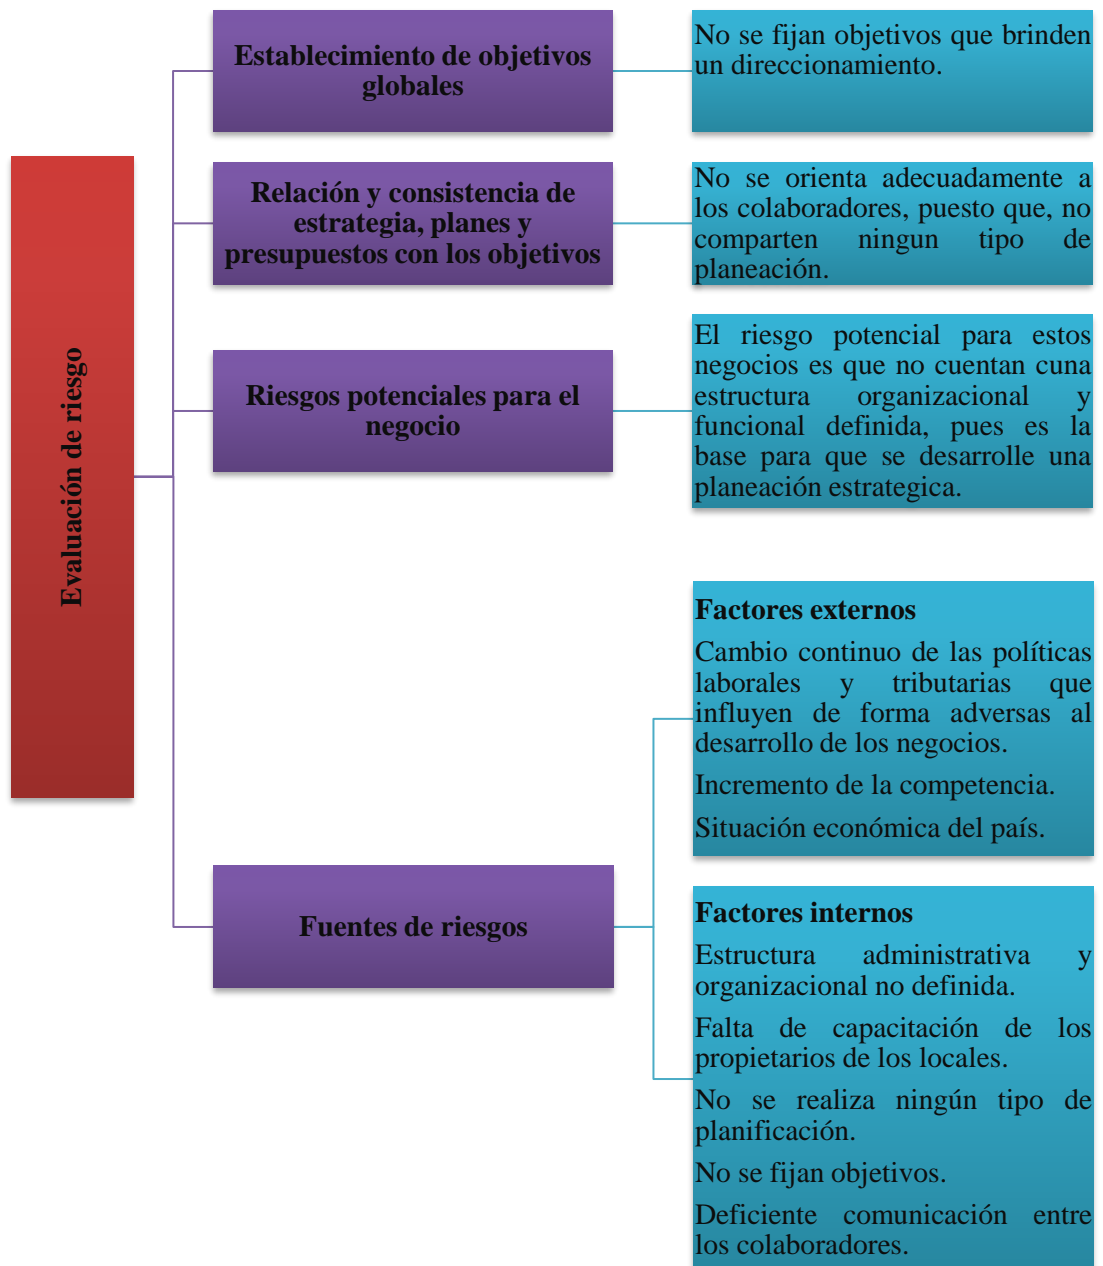 Evaluación de riesgo
Establecimiento de objetivos
globales
No se fijan objetivos que brinden
un direccionamiento.
Relación y consistencia de
estrategia, planes y
presupuestos con los objetivos
No se orienta adecuadamente a
los colaboradores, puesto que, no
comparten ningun tipo de
planeación.
Riesgos potenciales para el
negocio
El riesgo potencial para estos
negocios es que no cuentan cuna
estructura organizacional y
funcional definida, pues es la
base para que se desarrolle una
planeación estrategica.
Fuentes de riesgos
Factores externos
Cambio continuo de las políticas
laborales y tributarias que
influyen de forma adversas al
desarrollo de los negocios.
Incremento de la competencia.
Situación económica del país.
Factores internos
Estructura administrativa y
organizacional no definida.
Falta de capacitación de los
propietarios de los locales.
No se realiza ningún tipo de
planificación.
No se fijan objetivos.
Deficiente comunicación entre
los colaboradores.